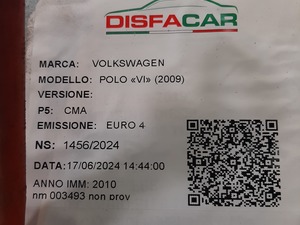 DISFACAR
MARCA: VOLKSWAGEN
MODELLO: POLO «VI» (2009)
VERSIONE:
P5: CMA
EMISSIONE: EURO 4
NS: 1456/2024
DATA:17/06/2024 14:44:00
ANNO IMM: 2010
nm 003493 non prov